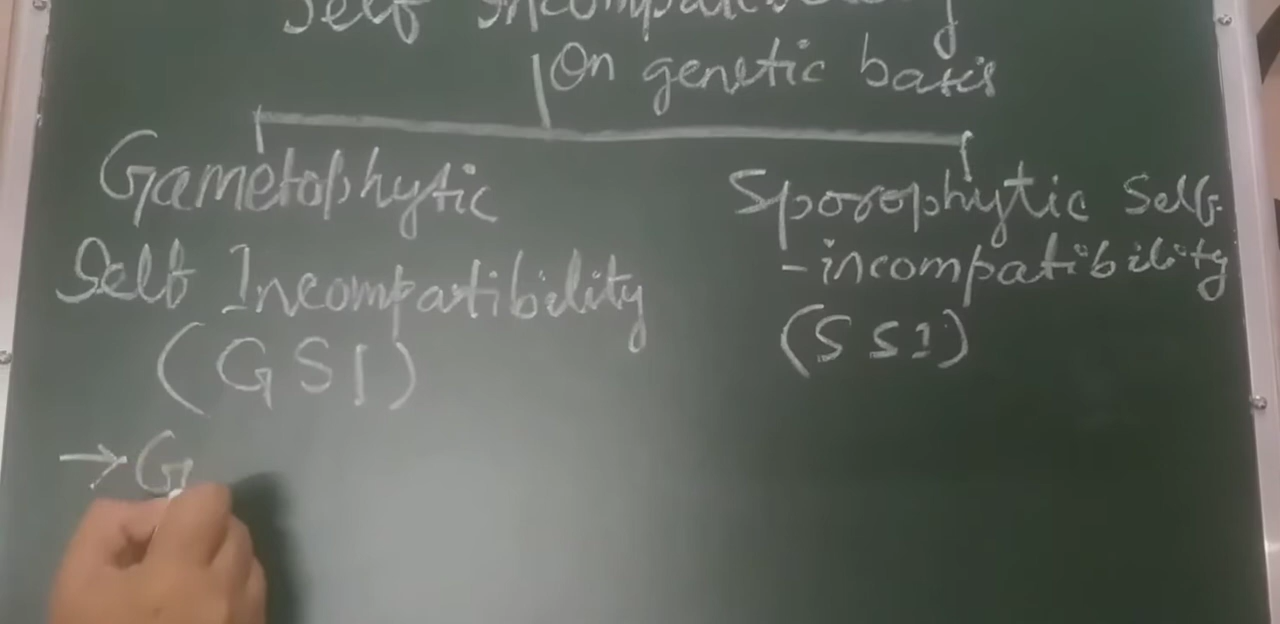 Self Incompatibility
On genetic basis
Gametophytic
Self Incompatibility
(GSI)
Sporophytic Self-
-incompatibility
(SSI)
→ G